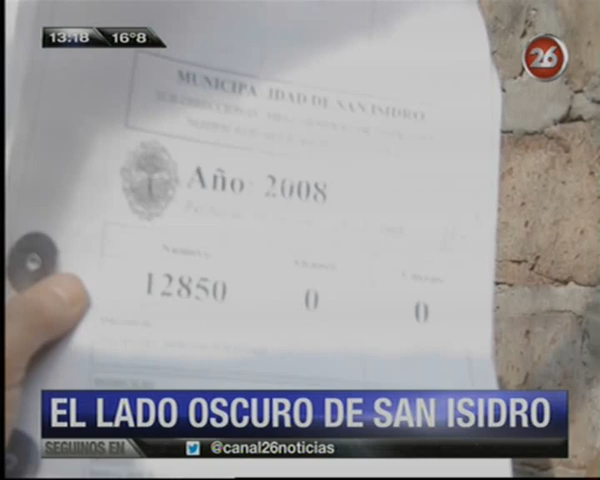 13:18 16°8
26
MUNICIPA IDAD DE SAN ISIDRO
Año 2008
Numero
12850 0 0
EL LADO OSCURO DE SAN ISIDRO
SEGUINOS EN @canal26noticias